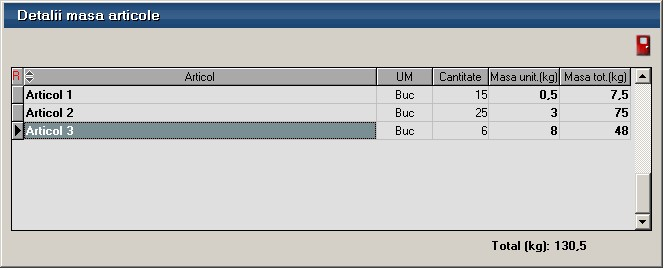 Detalii masa articole
R Articol UM Cantitate Masa unit.(kg) Masa tot.(kg)
Articol 1 Buc 15 0,5 7,5
Articol 2 Buc 25 3 75
Articol 3 Buc 6 8 48
Total (kg): 130,5